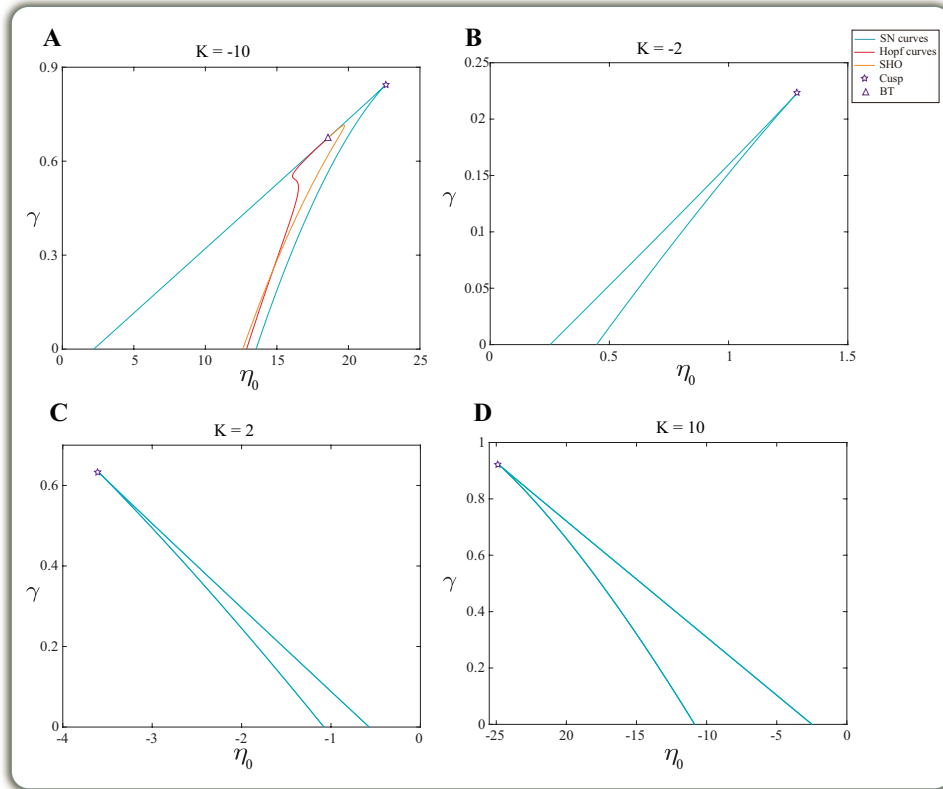 A
K = -10
0.9
0.6
0.3
0
0
5
10
15
20
25
γ
η0
B
K = -2
0.25
0.2
0.15
0.1
0.05
0
0
0.5
1
1.5
γ
η0
SN curves
Hopf curves
SHO
Cusp
BT
C
K = 2
0.6
0.4
0.2
0
-4
-3
-2
-1
0
γ
η0
D
K = 10
1
0.8
0.6
0.4
0.2
0
-25
20
-15
-10
-5
0
γ
η0